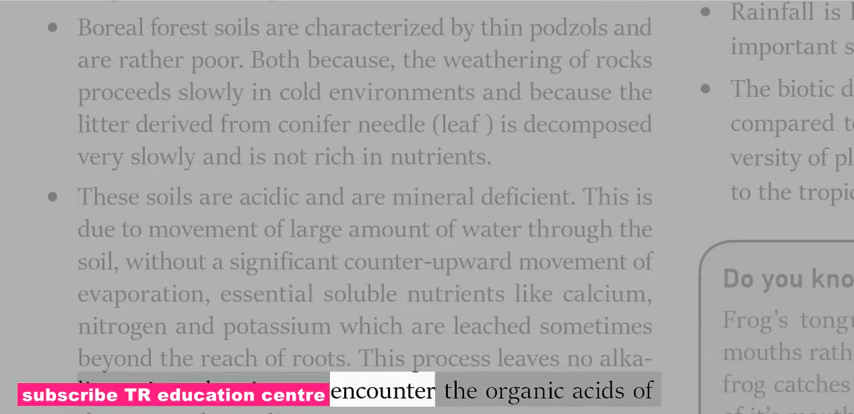 Boreal forest soils are characterized by thin podzols and
are rather poor. Both because, the weathering of rocks
proceeds slowly in cold environments and because the
litter derived from conifer needle (leaf ) is decomposed
very slowly and is not rich in nutrients.
These soils are acidic and are mineral deficient. This is
due to movement of large amount of water through the
soil, without a significant counter-upward movement of
evaporation, essential soluble nutrients like calcium,
nitrogen and potassium which are leached sometimes
beyond the reach of roots. This process leaves no alka-
encounter the organic acids of
subscribe TR education centre
Rainfall is
important s
The biotic d
compared t
versity of pl
to the tropic
Do you kno
Frog's tongu
mouths rath
frog catches